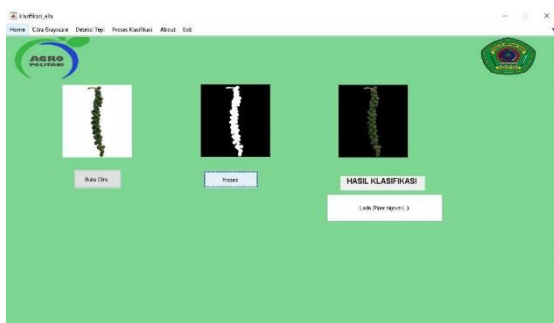 klasifikasi_ella
Home Citra Grayscale Deteksi Tepi Proses Klasifikasi About Exit
AGRO
POLITANI
Buka Citra
Proses
HASIL KLASIFIKASI
Lada (Piper nigrum L.)